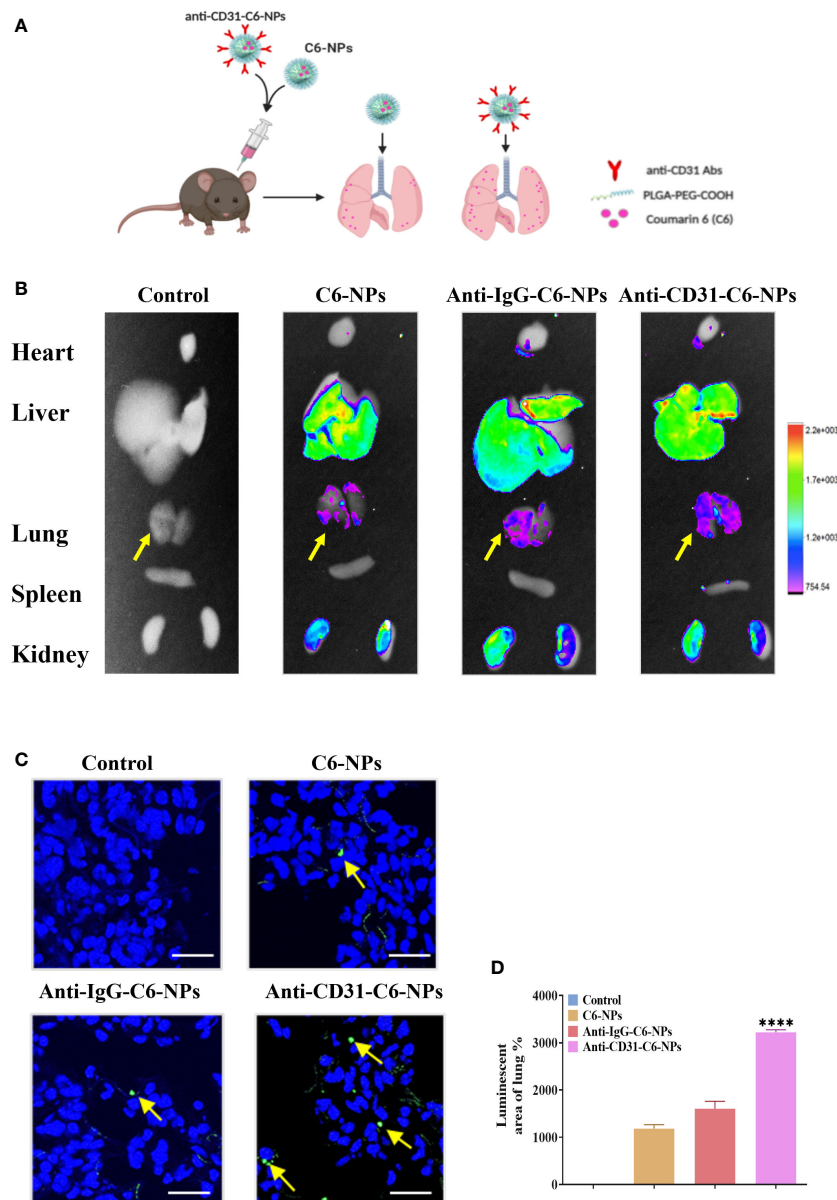 A
anti-CD31-C6-NPs
C6-NPs
anti-CD31 Abs
PLGA-PEG-COOH
Coumarin 6 (C6)
B
Control
C6-NPs
Anti-IgG-C6-NPs
Anti-CD31-C6-NPs
Heart
Liver
Lung
Spleen
Kidney
2.2e+003
1.7e+003
1.2e+003
754.54
C
Control
C6-NPs
Anti-IgG-C6-NPs
Anti-CD31-C6-NPs
D
Luminescent
area of lung %
4000
3000
2000
1000
0
Control
C6-NPs
Anti-IgG-C6-NPs
Anti-CD31-C6-NPs
****